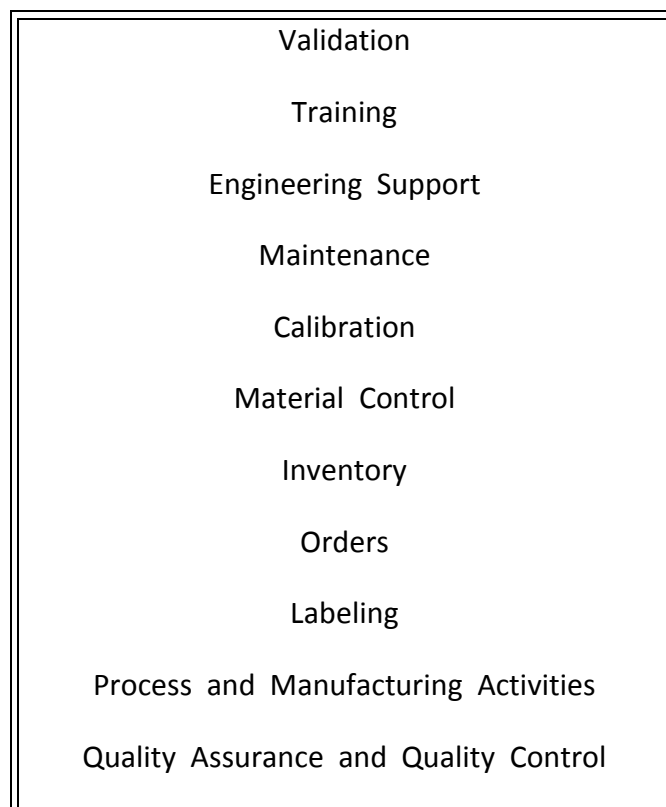 Validation
Training
Engineering Support
Maintenance
Calibration
Material Control
Inventory
Orders
Labeling
Process and Manufacturing Activities
Quality Assurance and Quality Control